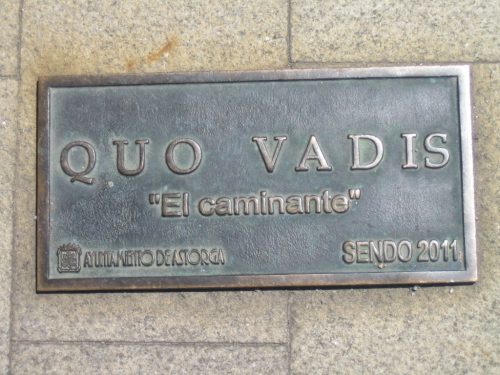 QUO VADIS
"El caminante"
AYUNTAMIENTO DE ASTORGA SENDO 2011